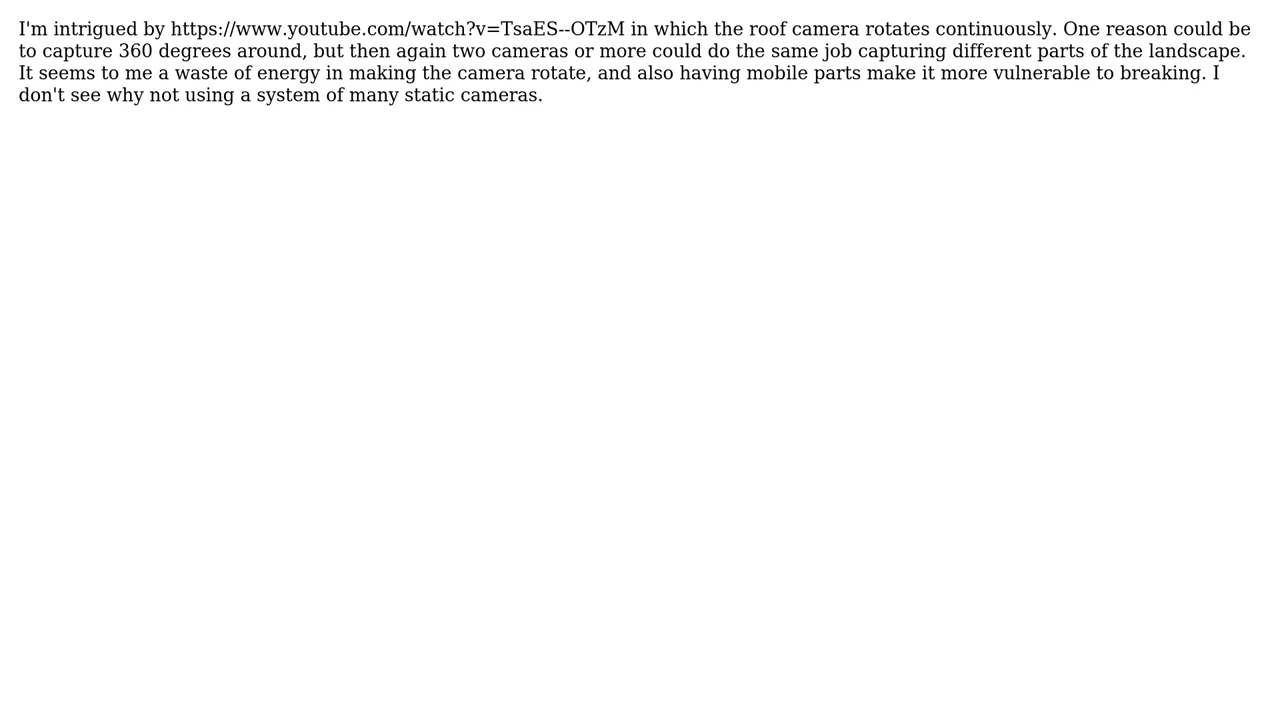 I'm intrigued by https://www.youtube.com/watch?v=TsaES--OTzM in which the roof camera rotates continuously. One reason could be
to capture 360 degrees around, but then again two cameras or more could do the same job capturing different parts of the landscape.
It seems to me a waste of energy in making the camera rotate, and also having mobile parts make it more vulnerable to breaking. I
don't see why not using a system of many static cameras.